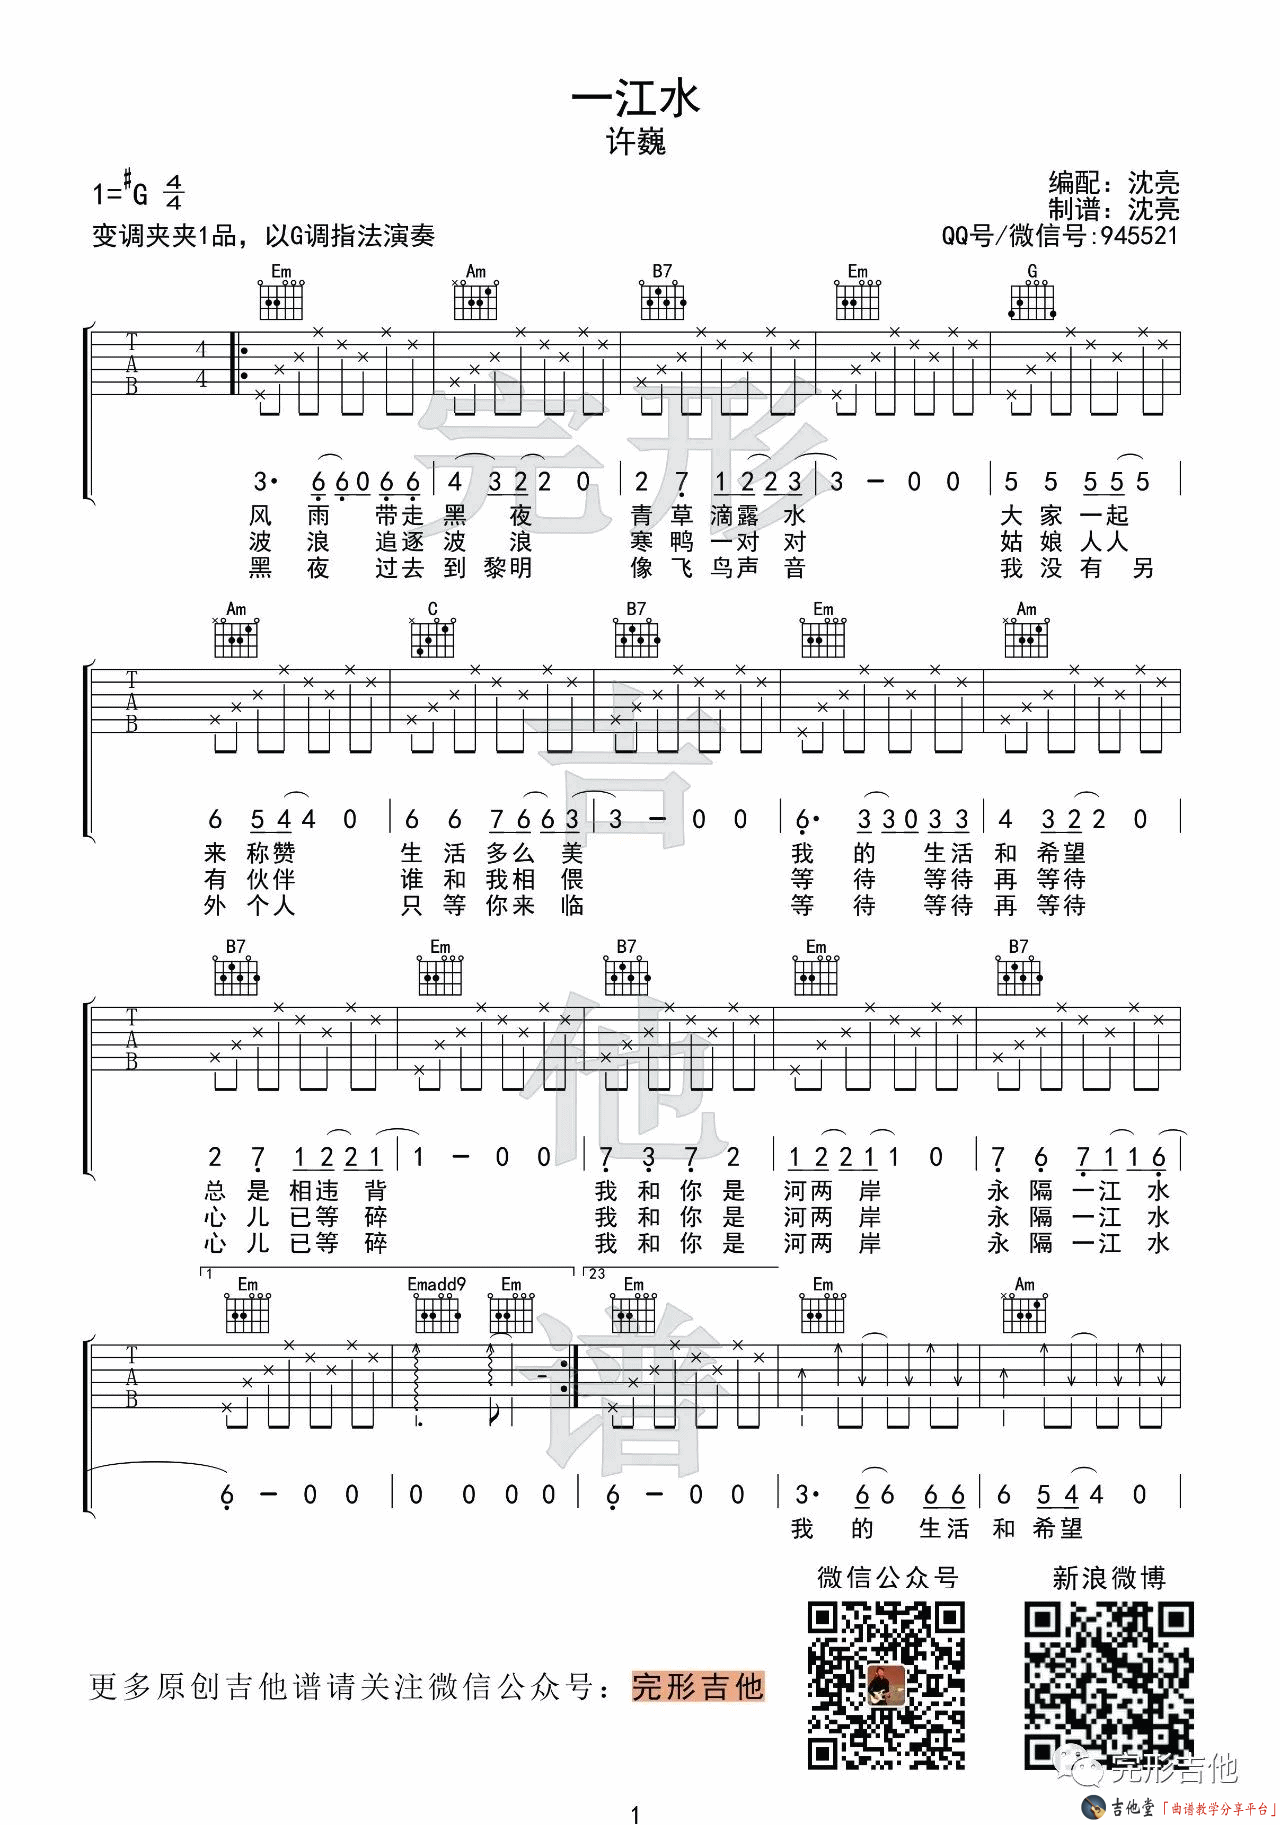 一江水
许巍
1=#G 4/4
编配：沈亮
制谱：沈亮
变调夹夹1品，以G调指法演奏
QQ号/微信号:945521
Em Am B7 Em G
T A B 4 4
3· 6 6 0 6 6 | 4 3 2 2 0 | 2 7 1 2 2 3 | 3 — 0 0 | 5 5 5 5 5 |
风 雨 带走 黑 夜 青 草 滴露 水 大 家 一起
波 浪 追逐 波 浪 寒 鸭 一对 对 姑 娘 人人
黑 夜 过去 到 黎明 像 飞 鸟声 音 我 没 有 另
Am C B7 Em Am
T A B
6 5 4 4 0 | 6 6 7 6 6 3 | 3 — 0 0 | 6· 3 3 0 3 3 | 4 3 2 2 0 |
来 称赞 生 活 多么 美 我 的 生活 和 希望
有 伙伴 谁 和 我相 偎 等 待 等待 再 等待
外 个人 只 等 你来 临 等 待 等待 再 等待
B7 Em B7 Em B7
T A B
2 7 1 2 2 1 | 1 — 0 0 | 7 3 7 2 | 1 2 2 1 1 0 | 7 6 7 1 1 6 |
总 是 相违 背 我 和 你 是 河两 岸 永 隔 一江 水
心 儿 已等 碎 我 和 你 是 河两 岸 永 隔 一江 水
心 儿 已等 碎 我 和 你 是 河两 岸 永 隔 一江 水
1 23
Em Emadd9 Em Em Em Am
T A B
6 — 0 0 | 0 0 0 0 | 6 — 0 0 | 3· 6 6 6 6 | 6 5 4 4 0 |
我 的 生活 和 希望
微信公众号 新浪微博
更多原创吉他谱请关注微信公众号：完形吉他
完形吉他
吉他堂「曲谱教学分享平台」
1
完形吉他谱